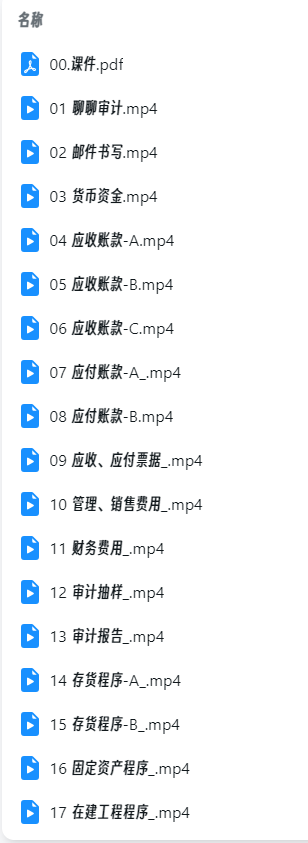 名称
00.课件.pdf
01 聊聊审计.mp4
02 邮件书写.mp4
03 货币资金.mp4
04 应收账款-A.mp4
05 应收账款-B.mp4
06 应收账款-C.mp4
07 应付账款-A_.mp4
08 应付账款-B.mp4
09 应收、应付票据_.mp4
10 管理、销售费用_.mp4
11 财务费用_.mp4
12 审计抽样_.mp4
13 审计报告_.mp4
14 存货程序-A_.mp4
15 存货程序-B_.mp4
16 固定资产程序_.mp4
17 在建工程程序_.mp4